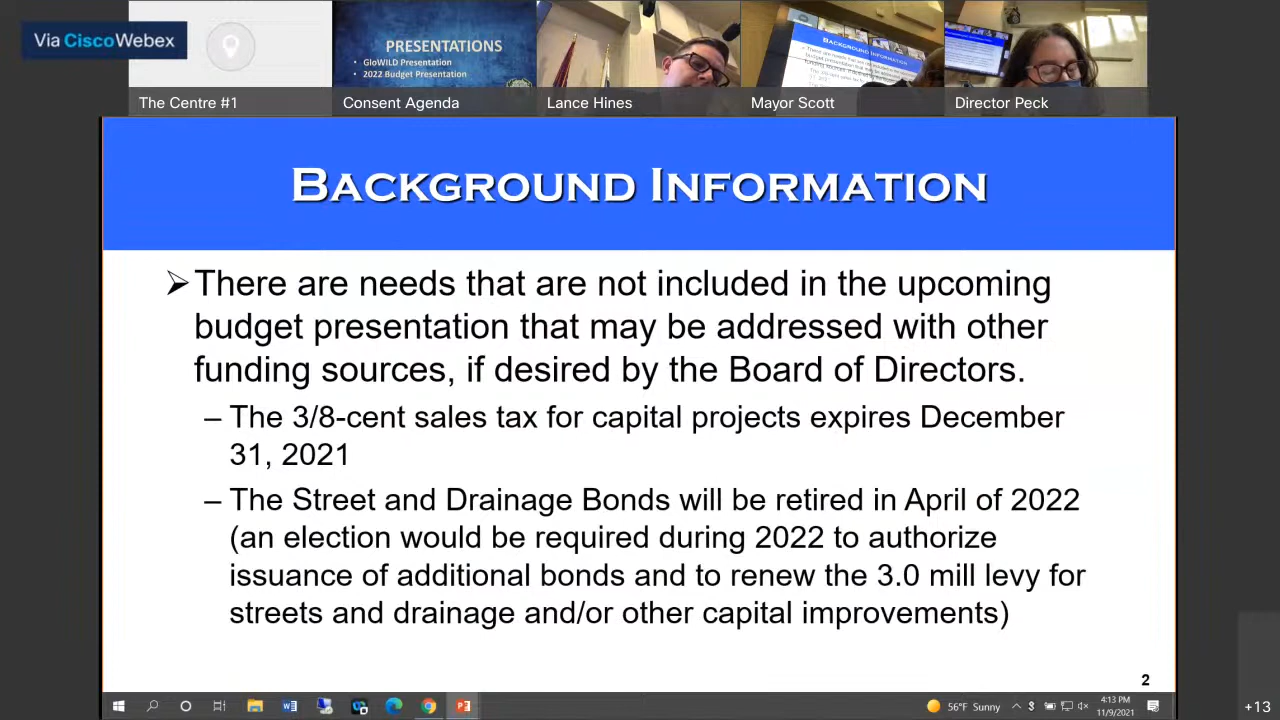 Via Cisco Webex
PRESENTATIONS
• GloWILD Presentation
• 2022 Budget Presentation
BACKGROUND INFORMATION
The Centre #1
Consent Agenda
Lance Hines
Mayor Scott
Director Peck
BACKGROUND INFORMATION
➢ There are needs that are not included in the upcoming
budget presentation that may be addressed with other
funding sources, if desired by the Board of Directors.
– The 3/8-cent sales tax for capital projects expires December
31, 2021
– The Street and Drainage Bonds will be retired in April of 2022
(an election would be required during 2022 to authorize
issuance of additional bonds and to renew the 3.0 mill levy for
streets and drainage and/or other capital improvements)
2
56°F Sunny
4:13 PM
11/9/2021
+13